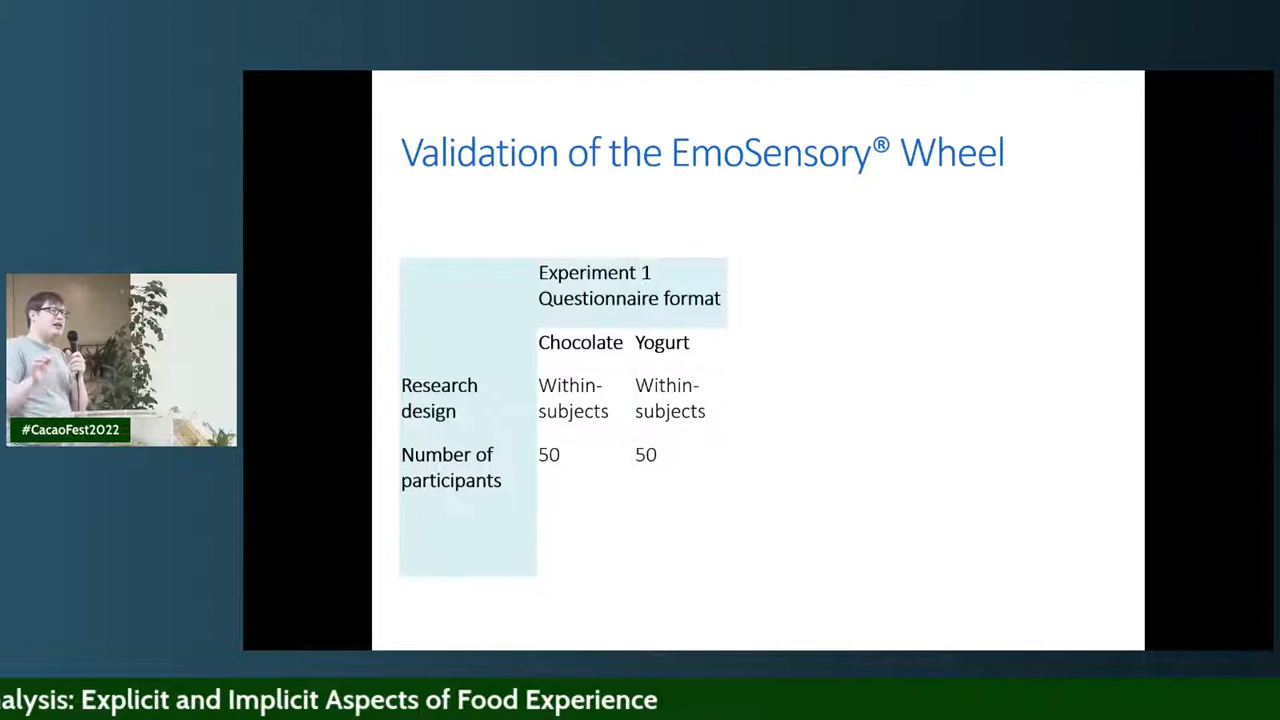 Validation of the EmoSensory® Wheel
Experiment 1
Questionnaire format
Chocolate Yogurt
Research design
Within-subjects
Within-subjects
Number of participants
50
50
#CacaoFest2022
alysis: Explicit and Implicit Aspects of Food Experience